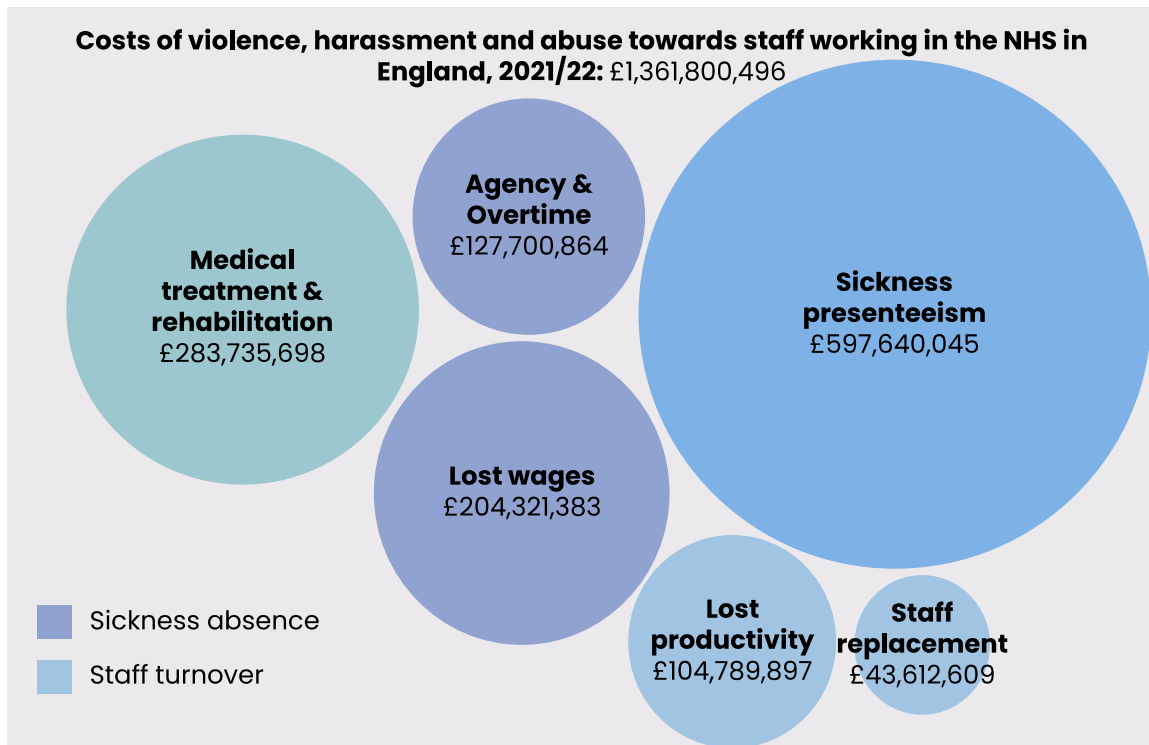 Costs of violence, harassment and abuse towards staff working in the NHS in
England, 2021/22: £1,361,800,496
Medical
treatment &
rehabilitation
£283,735,698
Agency &
Overtime
£127,700,864
Sickness
presenteeism
£597,640,045
Lost wages
£204,321,383
Lost
productivity
£104,789,897
Staff
replacement
£43,612,609
Sickness absence
Staff turnover